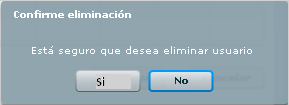 Confirme eliminación
Está seguro que desea eliminar usuario
Si
No